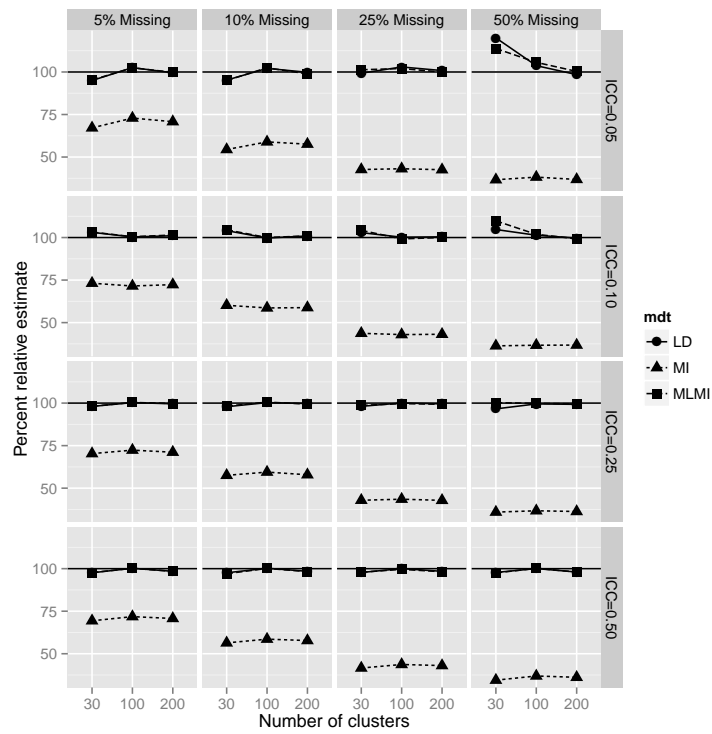 5% Missing 10% Missing 25% Missing 50% Missing
100
75
50
ICC=0.05
100
75
50
ICC=0.10
100
75
50
ICC=0.25
100
75
50
ICC=0.50
30 100 200 30 100 200 30 100 200 30 100 200
Number of clusters
Percent relative estimate
mdt
LD
MI
MLMI